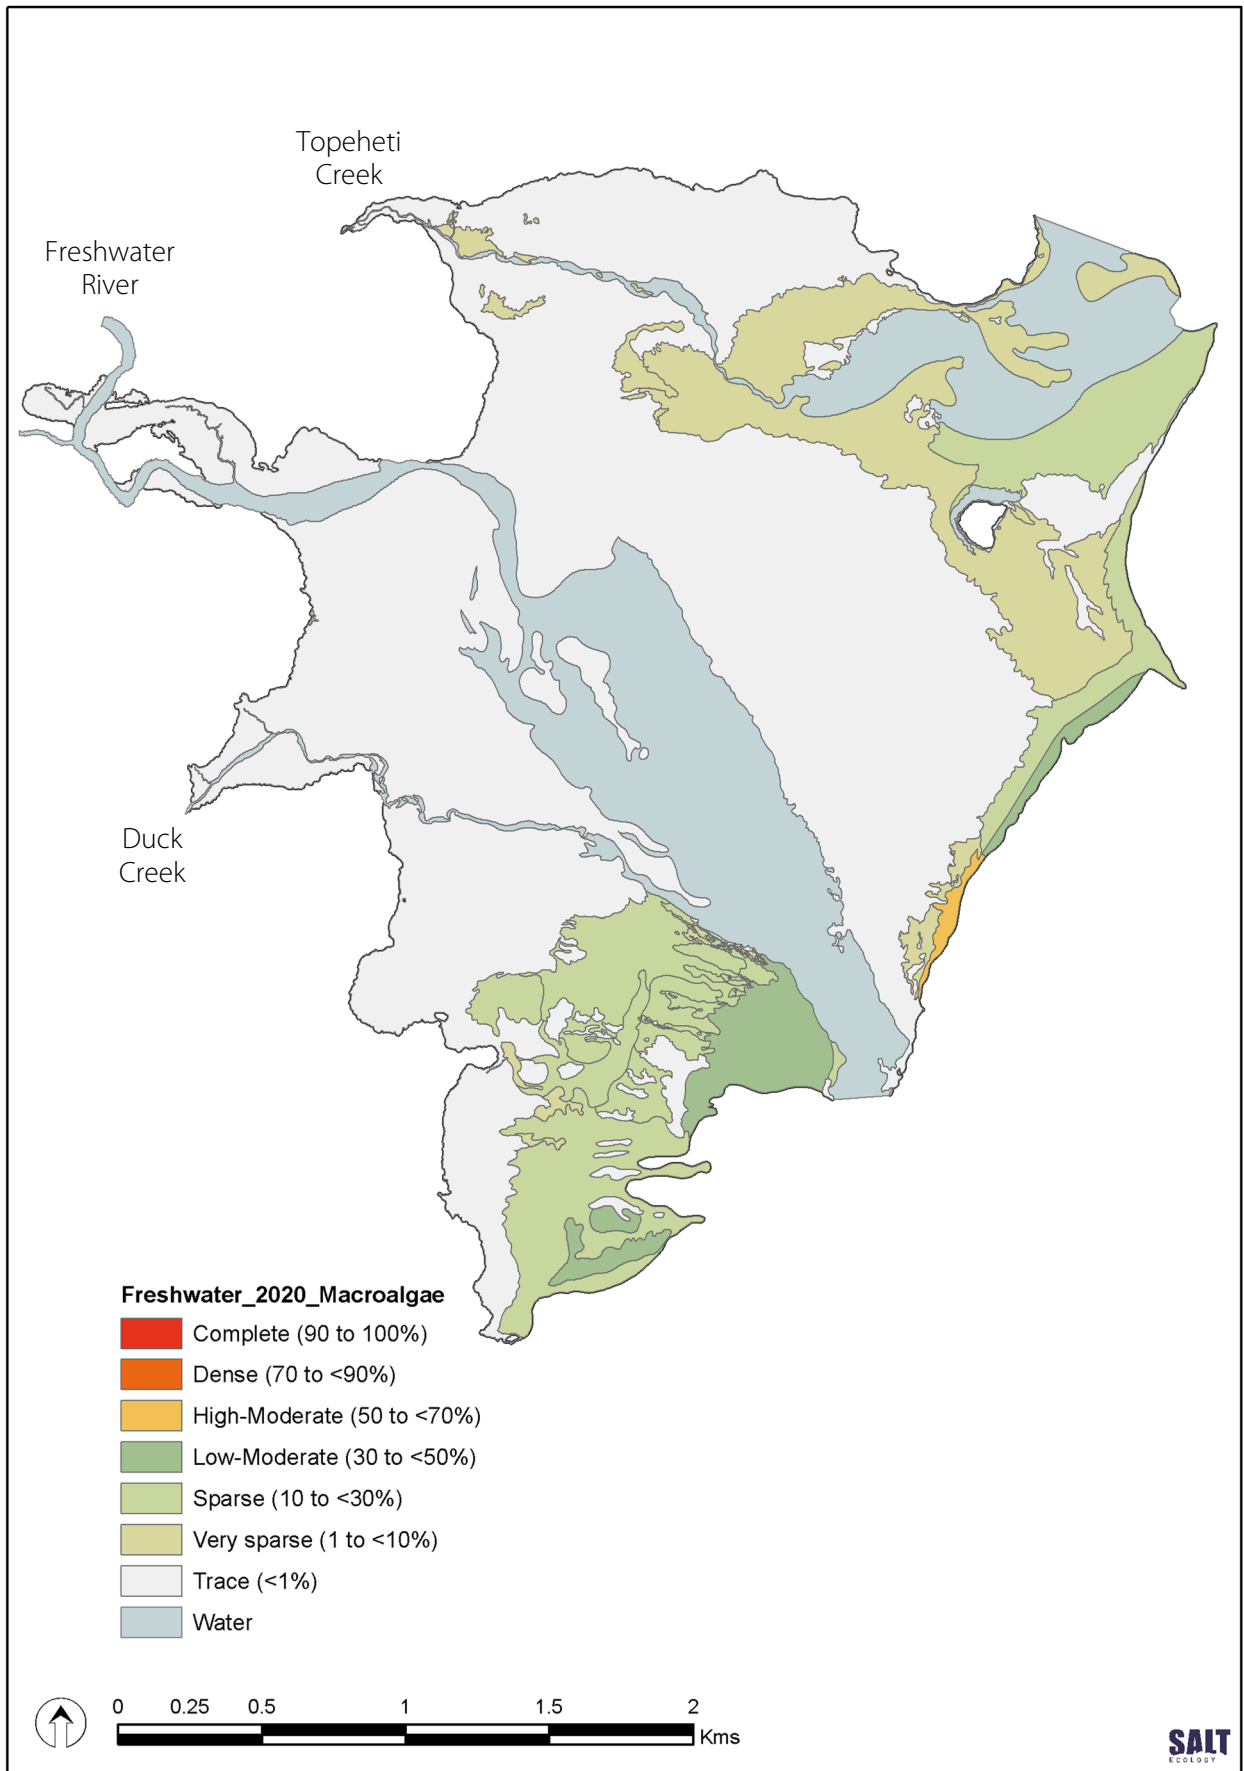 Topeheti
Creek
Freshwater
River
Duck
Creek
Freshwater_2020_Macroalgae
Complete (90 to 100%)
Dense (70 to <90%)
High-Moderate (50 to <70%)
Low-Moderate (30 to <50%)
Sparse (10 to <30%)
Very sparse (1 to <10%)
Trace (<1%)
Water
0 0.25 0.5 1 1.5 2
Kms
SALT
ECOLOGY